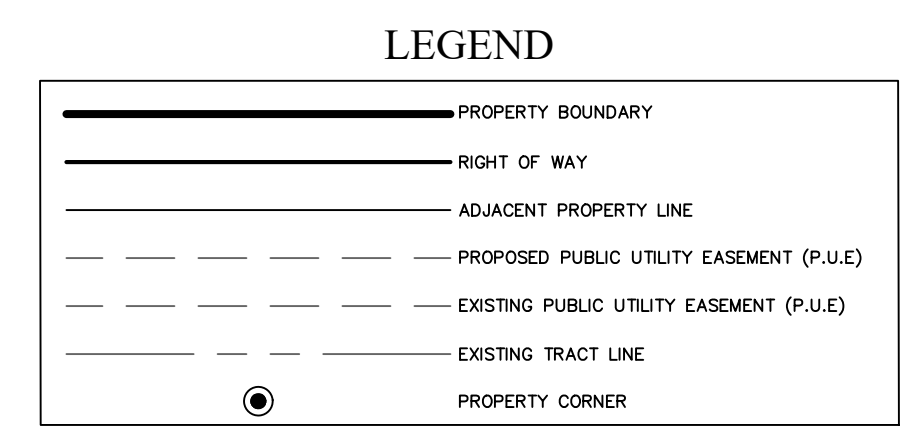 LEGEND
PROPERTY BOUNDARY
RIGHT OF WAY
ADJACENT PROPERTY LINE
PROPOSED PUBLIC UTILITY EASEMENT (P.U.E)
EXISTING PUBLIC UTILITY EASEMENT (P.U.E)
EXISTING TRACT LINE
PROPERTY CORNER